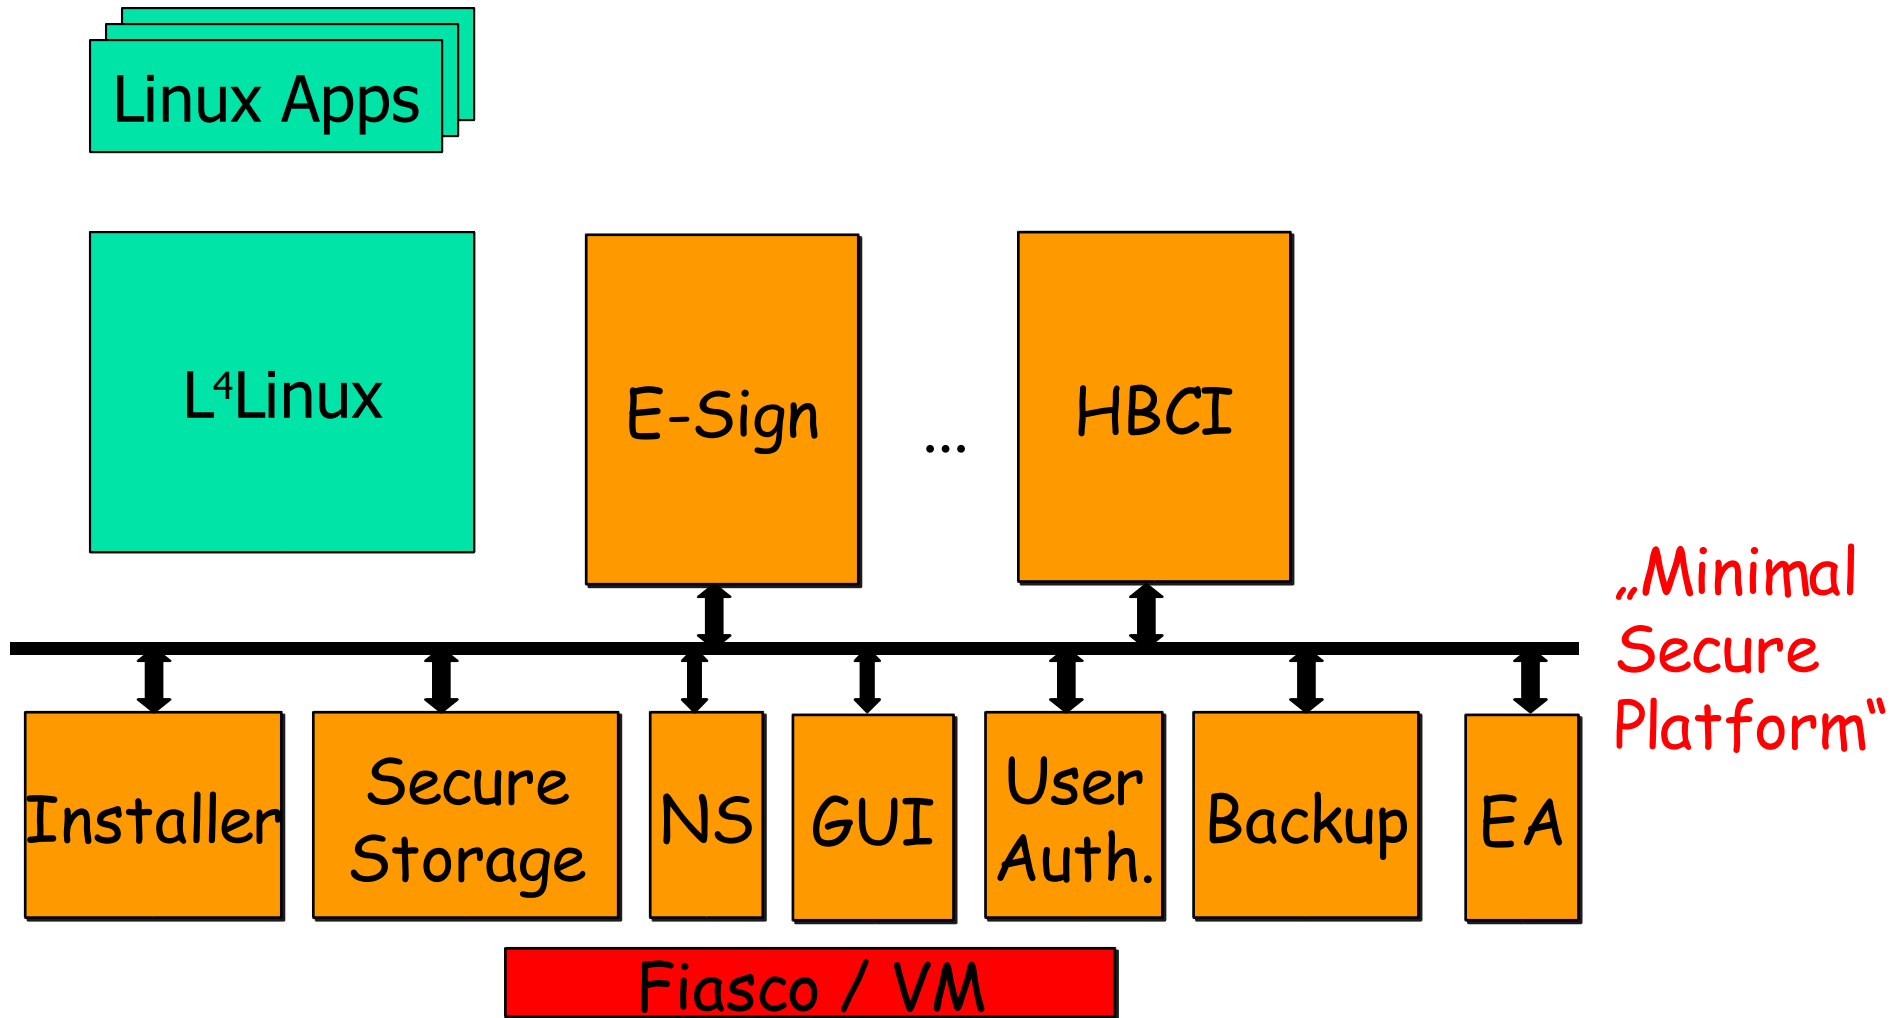 Linux Apps
L⁴Linux
E-Sign
...
HBCI
„Minimal
Secure
Platform“
Installer
Secure
Storage
NS
GUI
User
Auth.
Backup
EA
Fiasco / VM